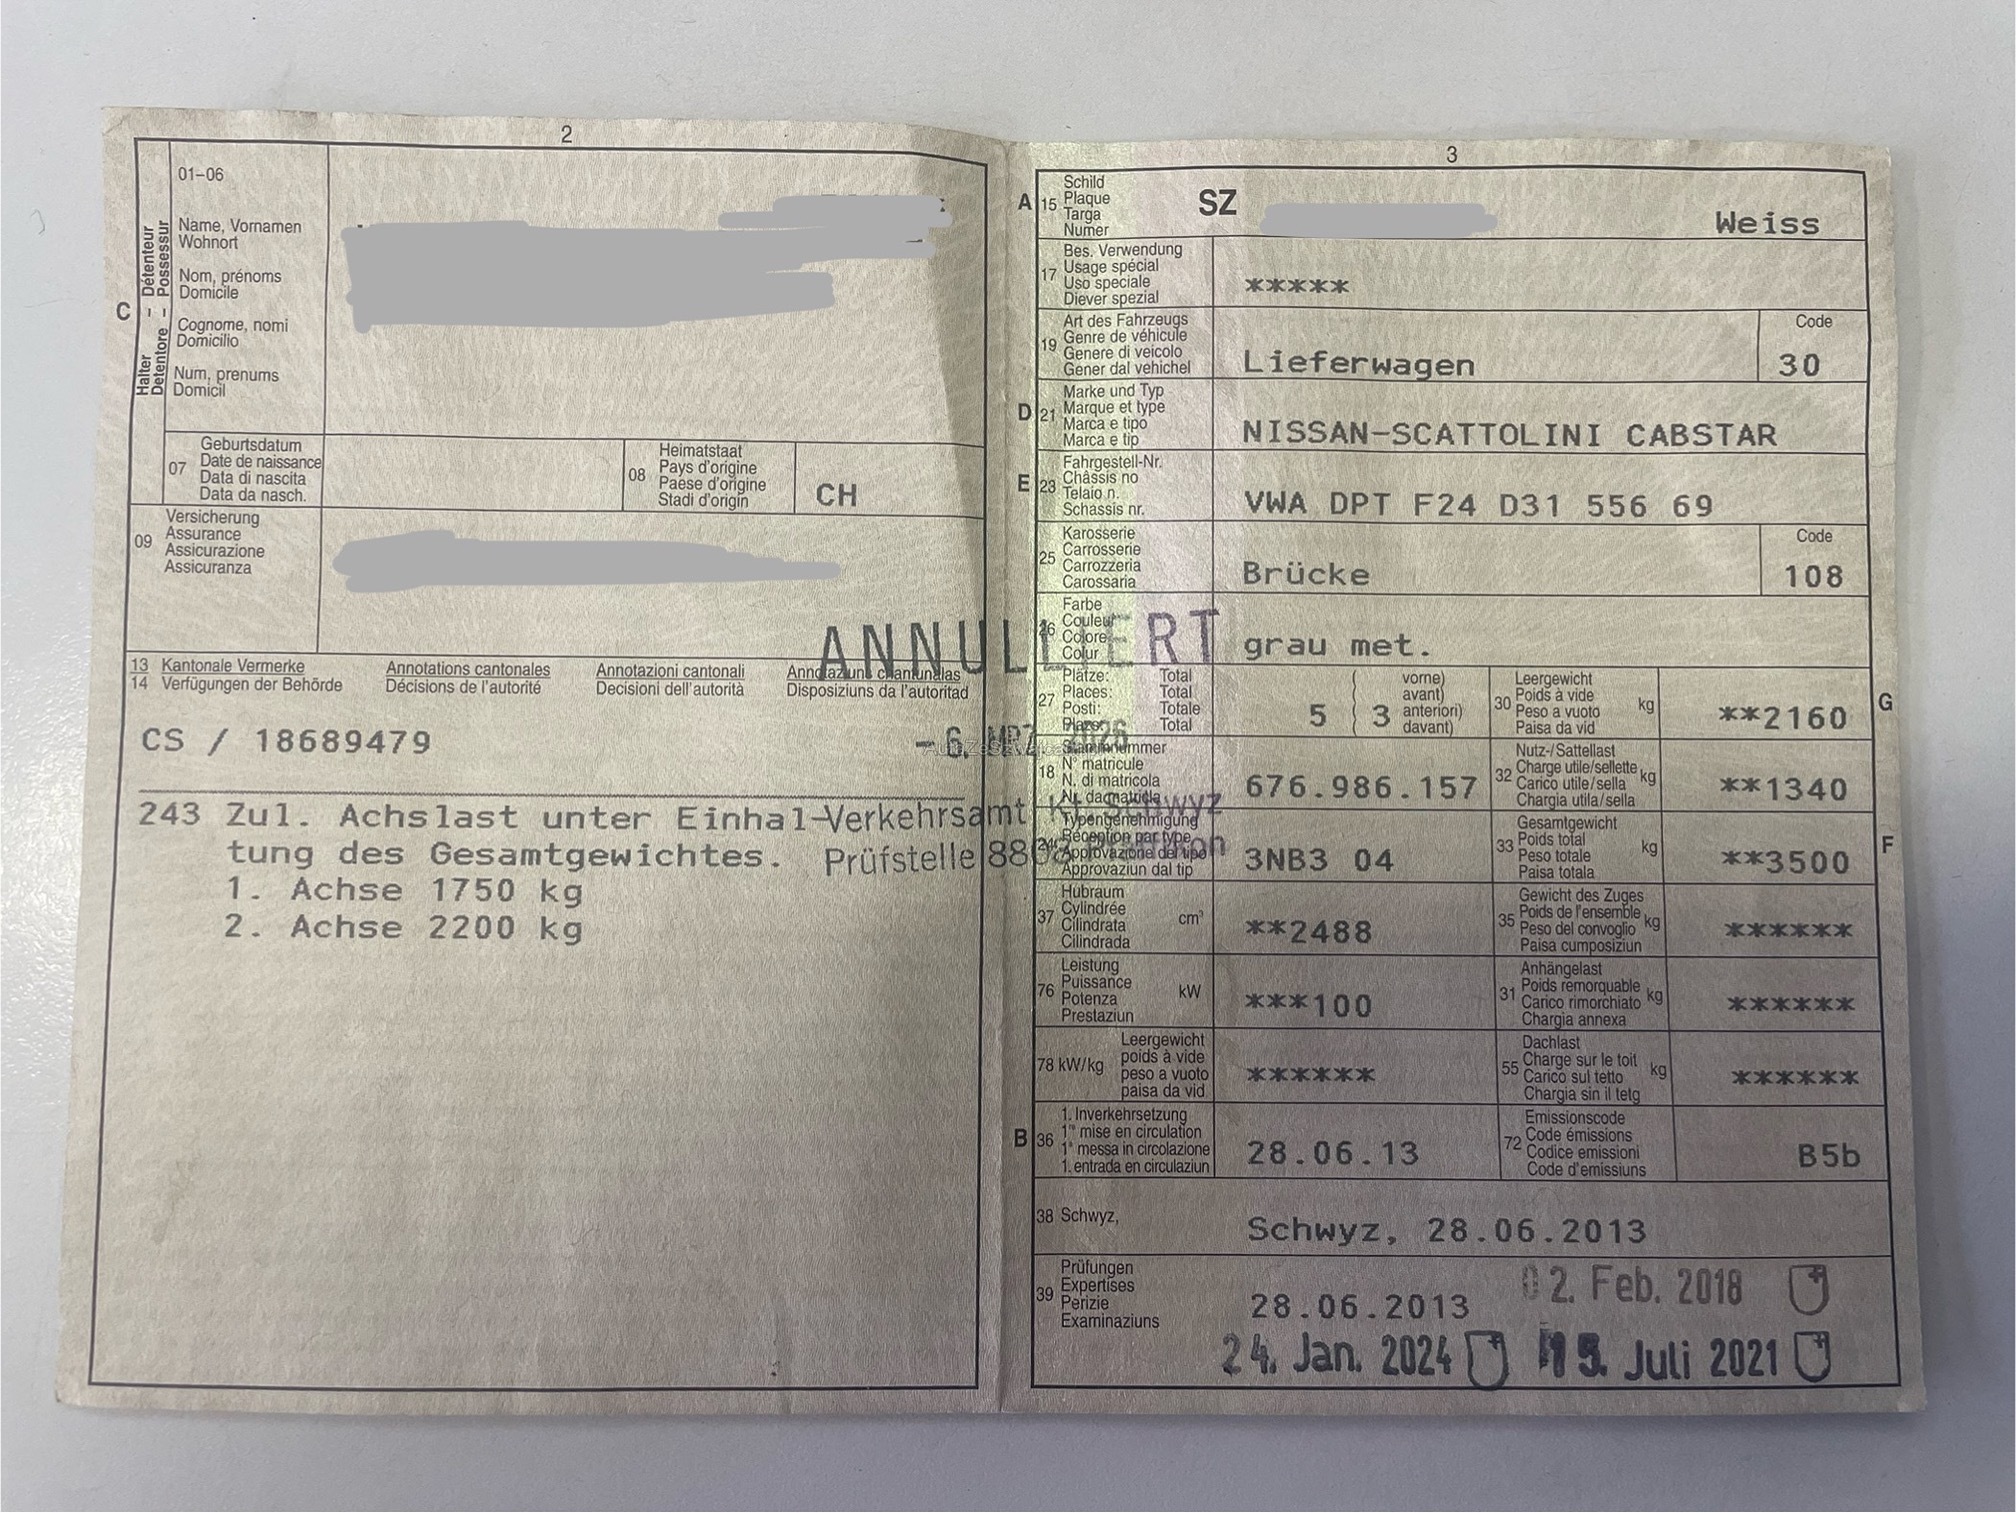 2
01-06
Halter - Détenteur
Detentore - Possessur
C
Name, Vornamen
Wohnort
Nom, prénoms
Domicile
Cognome, nomi
Domicilio
Num, prenums
Domicil
07
Geburtsdatum
Date de naissance
Data di nascita
Data da nasch.
08
Heimatstaat
Pays d'origine
Paese d'origine
Stadi d'origin
CH
09
Versicherung
Assurance
Assicurazione
Assicuranza
ANNULLIERT
13 Kantonale Vermerke Annotations cantonales Annotazioni cantonali Annotaziuns chantunalas
14 Verfügungen der Behörde Décisions de l'autorité Decisioni dell'autorità Disposiziuns da l'autoritad
CS / 18689479
- 6. MRZ. 2026
243 Zul. Achslast unter Einhal-
tung des Gesamtgewichtes.
1. Achse 1750 kg
2. Achse 2200 kg
Verkehrsamt Kt. Schwyz
Prüfstelle 8808 Pfäffikon
3
A 15
Schild
Plaque
Targa
Numer
SZ
Weiss
17
Bes. Verwendung
Usage spécial
Uso speciale
Diever spezial
*****
19
Art des Fahrzeugs
Genre de véhicule
Genere di veicolo
Gener dal vehichel
Lieferwagen
Code
30
D 21
Marke und Typ
Marque et type
Marca e tipo
Marca e tip
NISSAN-SCATTOLINI CABSTAR
E 23
Fahrgestell-Nr.
Châssis no
Telaio n.
Schassis nr.
VWA DPT F24 D31 556 69
25
Karosserie
Carrosserie
Carrozzeria
Carossaria
Brücke
Code
108
26
Farbe
Couleur
Colore
Colur
grau met.
27
Plätze: Total
Places: Total
Posti: Totale
Plazs: Total
5 ( 3
vorne)
avant)
anteriori)
davant)
30
Leergewicht
Poids à vide
Peso a vuoto
Paisa da vid
kg
**2160
G
18
Stammnummer
N° matricule
N. di matricola
Nr. da matricla
676.986.157
32
Nutz-/Sattellast
Charge utile/sellette
Carico utile/sella
Chargia utila/sella
kg
**1340
24
Typengenehmigung
Réception par type
Approvazione del tipo
Approvaziun dal tip
3NB3 04
33
Gesamtgewicht
Poids total
Peso totale
Paisa totala
kg
**3500
F
37
Hubraum
Cylindrée
Cilindrata
Cilindrada
cm³
**2488
35
Gewicht des Zuges
Poids de l'ensemble
Peso del convoglio
Paisa cumposiziun
kg
******
76
Leistung
Puissance
Potenza
Prestaziun
kW
***100
31
Anhängelast
Poids remorquable
Carico rimorchiato
Chargia annexa
kg
******
78 kW/kg
Leergewicht
poids à vide
peso a vuoto
paisa da vid
******
55
Dachlast
Charge sur le toit
Carico sul tetto
Chargia sin il tetg
kg
******
B 36
1. Inverkehrsetzung
1re mise en circulation
1a messa in circolazione
1. entrada en circulaziun
28.06.13
72
Emissionscode
Code émissions
Codice emissioni
Code d'emissiuns
B5b
38 Schwyz,
Schwyz, 28.06.2013
39
Prüfungen
Expertises
Perizie
Examinaziuns
28.06.2013
02. Feb. 2018
24. Jan. 2024
15. Juli 2021